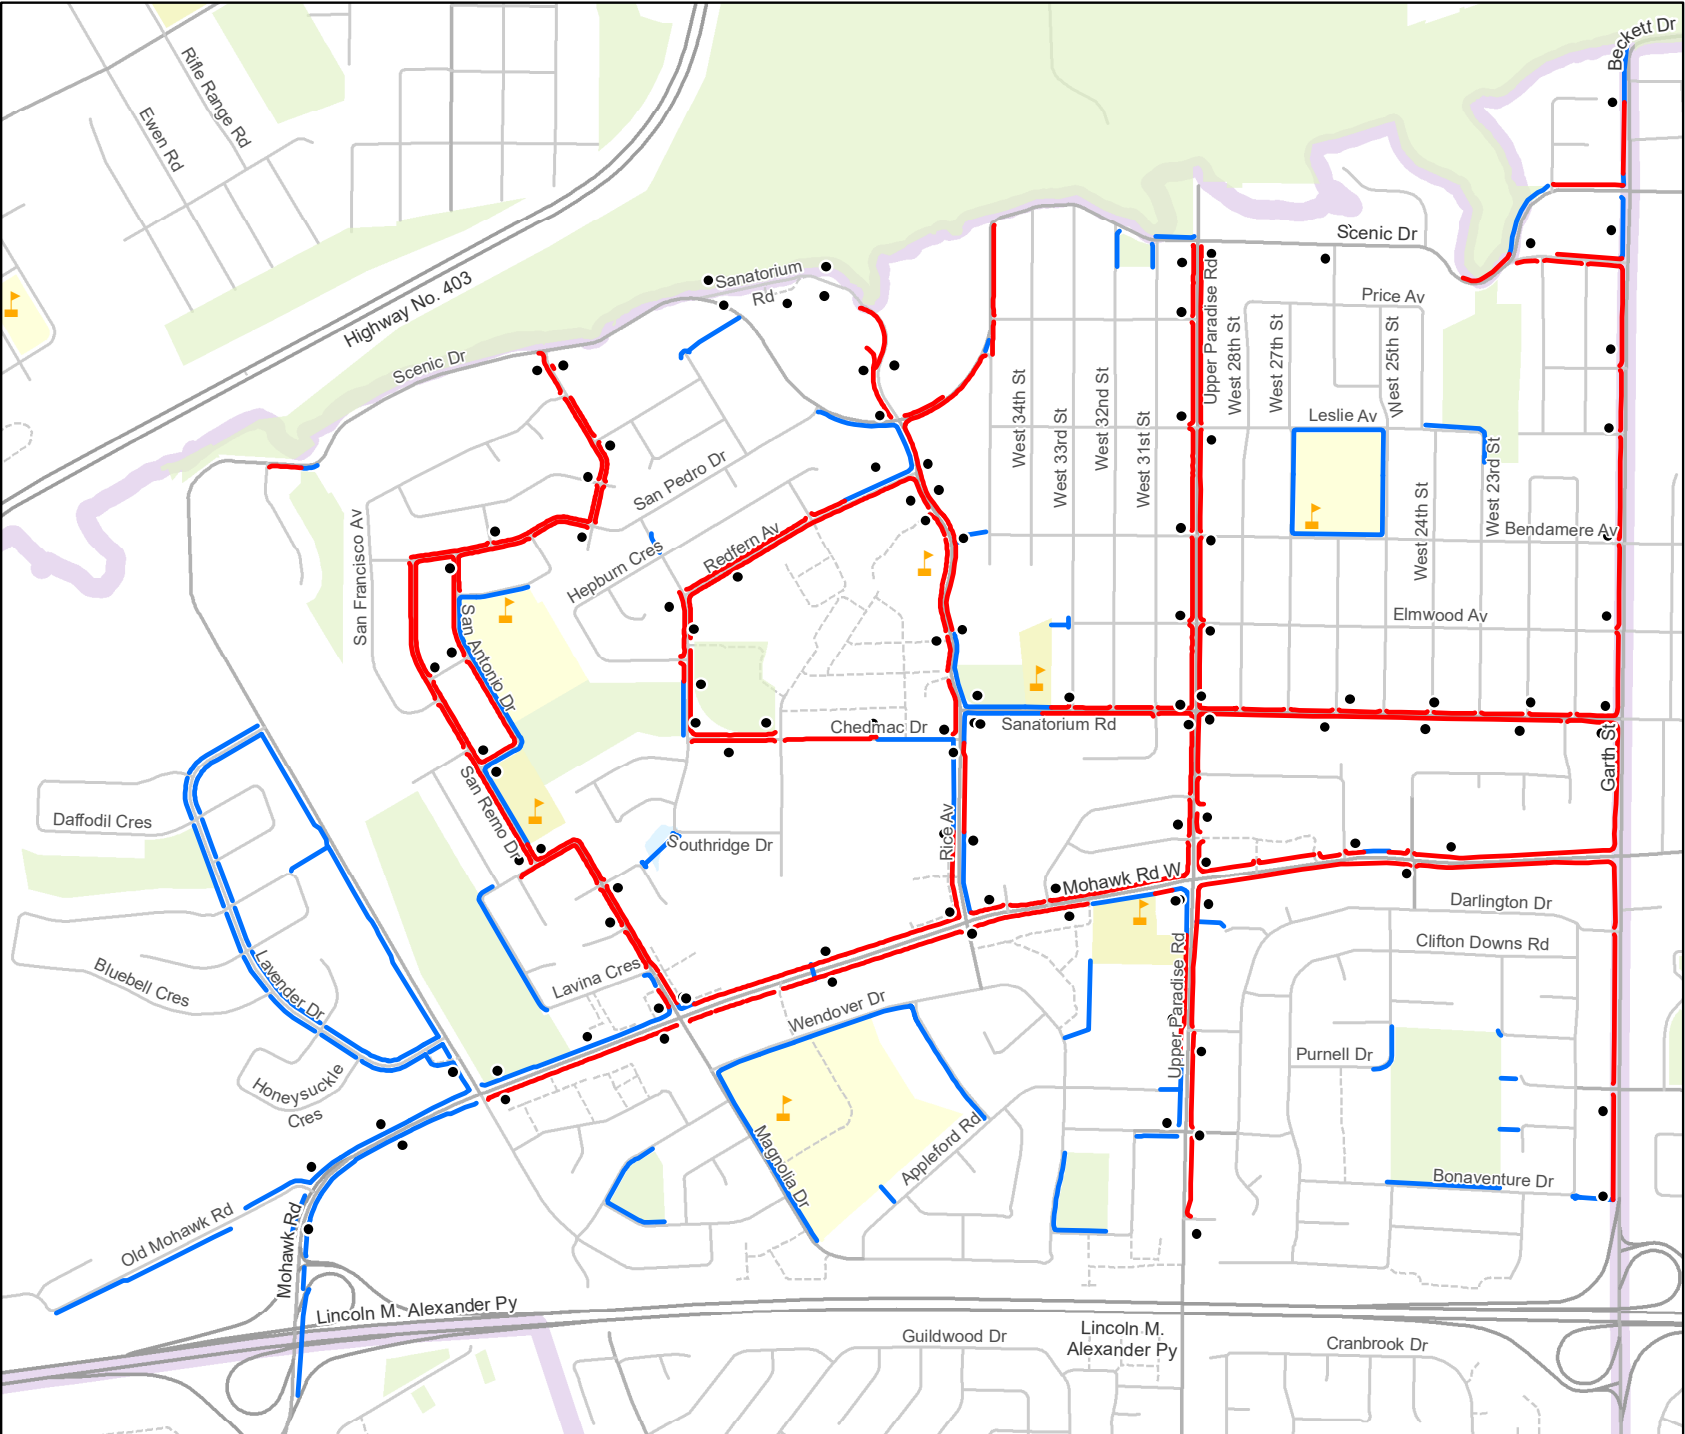 Beckett Dr
Rifle Range Rd
Ewen Rd
Scenic Dr
Sanatorium
Rd
Highway No. 403
Price Av
Upper Paradise Rd
West 28th St
West 27th St
West 25th St
Scenic Dr
Leslie Av
West 34th St
West 33rd St
West 32nd St
West 31st St
West 23rd St
West 24th St
San Pedro Dr
Bendamere Av
San Francisco Av
Redfern Av
Hepburn Cres
San Antonio Dr
Elmwood Av
Chedmac Dr
Sanatorium Rd
Garth St
San Remo Dr
Daffodil Cres
Southridge Dr
Rice Av
Mohawk Rd W
Darlington Dr
Clifton Downs Rd
Lavender Dr
Bluebell Cres
Lavina Cres
Wendover Dr
Upper Paradise Rd
Purnell Dr
Honeysuckle
Cres
Magnolia Dr
Appleford Rd
Bonaventure Dr
Old Mohawk Rd
Mohawk Rd
Lincoln M. Alexander Py
Guildwood Dr
Lincoln M.
Alexander Py
Cranbrook Dr